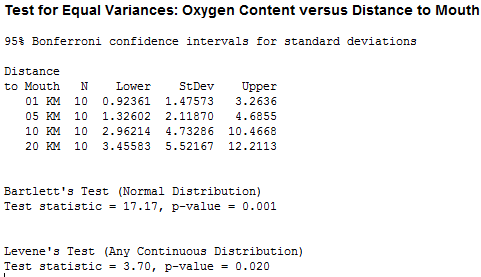 Test for Equal Variances: Oxygen Content versus Distance to Mouth
95% Bonferroni confidence intervals for standard deviations
Distance
to Mouth N Lower StDev Upper
01 KM 10 0.92361 1.47573 3.2636
05 KM 10 1.32602 2.11870 4.6855
10 KM 10 2.96214 4.73286 10.4668
20 KM 10 3.45583 5.52167 12.2113
Bartlett's Test (Normal Distribution)
Test statistic = 17.17, p-value = 0.001
Levene's Test (Any Continuous Distribution)
Test statistic = 3.70, p-value = 0.020